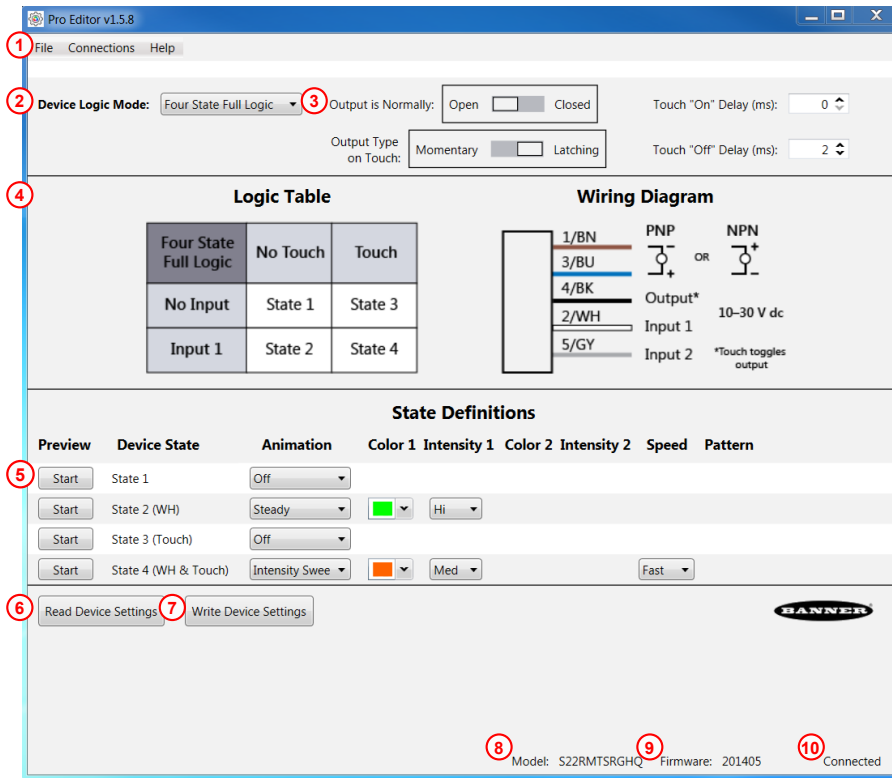 Pro Editor v1.5.8
1 File Connections Help
2 Device Logic Mode: Four State Full Logic 3 Output is Normally: Open Closed Touch "On" Delay (ms): 0
Output Type on Touch: Momentary Latching Touch "Off" Delay (ms): 2
4 Logic Table
Four State Full Logic No Touch Touch
No Input State 1 State 3
Input 1 State 2 State 4
Wiring Diagram
1/BN
3/BU
4/BK
2/WH
5/GY
PNP OR NPN
- +
+ -
Output*
Input 1
Input 2
10–30 V dc
*Touch toggles
output
State Definitions
Preview Device State Animation Color 1 Intensity 1 Color 2 Intensity 2 Speed Pattern
5 Start State 1 Off
Start State 2 (WH) Steady Hi
Start State 3 (Touch) Off
Start State 4 (WH & Touch) Intensity Swee Med Fast
6 Read Device Settings 7 Write Device Settings BANNER
8 Model: S22RMTSRGHQ 9 Firmware: 201405 10 Connected